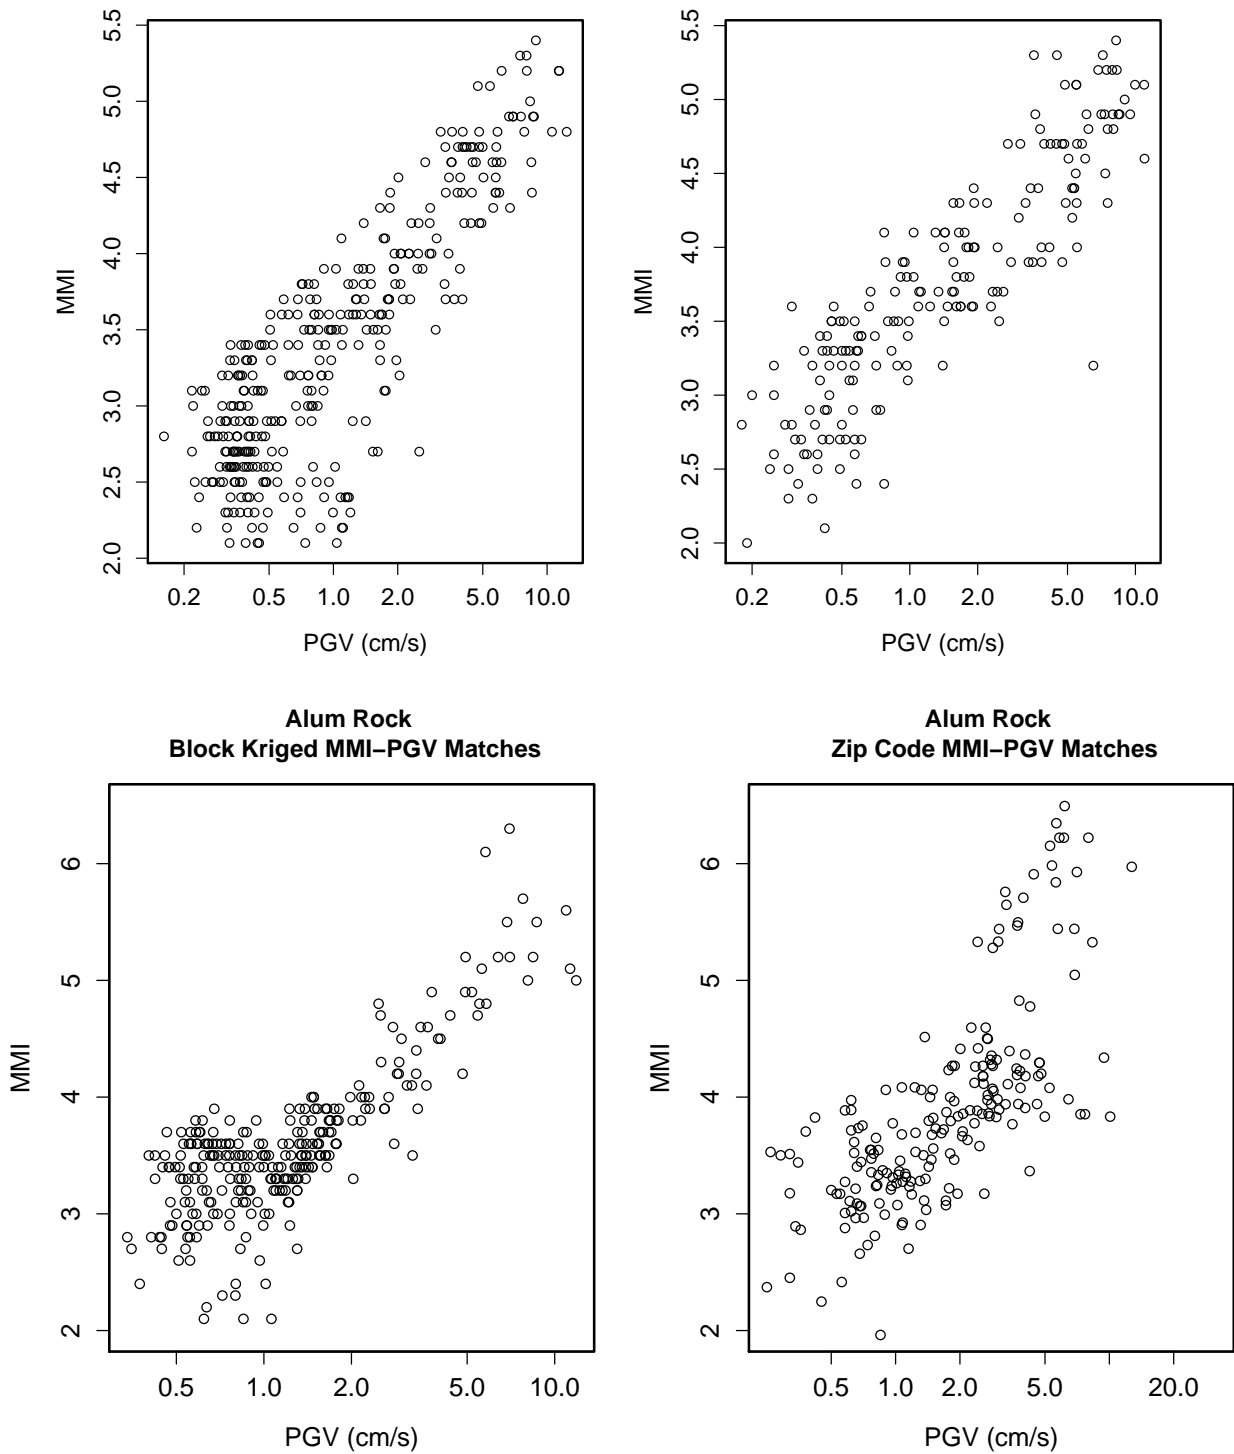 5.5
5.0
4.5
4.0
3.5
3.0
2.5
2.0
MMI
0.2 0.5 1.0 2.0 5.0 10.0
PGV (cm/s)
5.5
5.0
4.5
4.0
3.5
3.0
2.5
2.0
MMI
0.2 0.5 1.0 2.0 5.0 10.0
PGV (cm/s)
Alum Rock
Block Kriged MMI−PGV Matches
6
5
4
3
2
MMI
0.5 1.0 2.0 5.0 10.0
PGV (cm/s)
Alum Rock
Zip Code MMI−PGV Matches
6
5
4
3
2
MMI
0.5 1.0 2.0 5.0 20.0
PGV (cm/s)